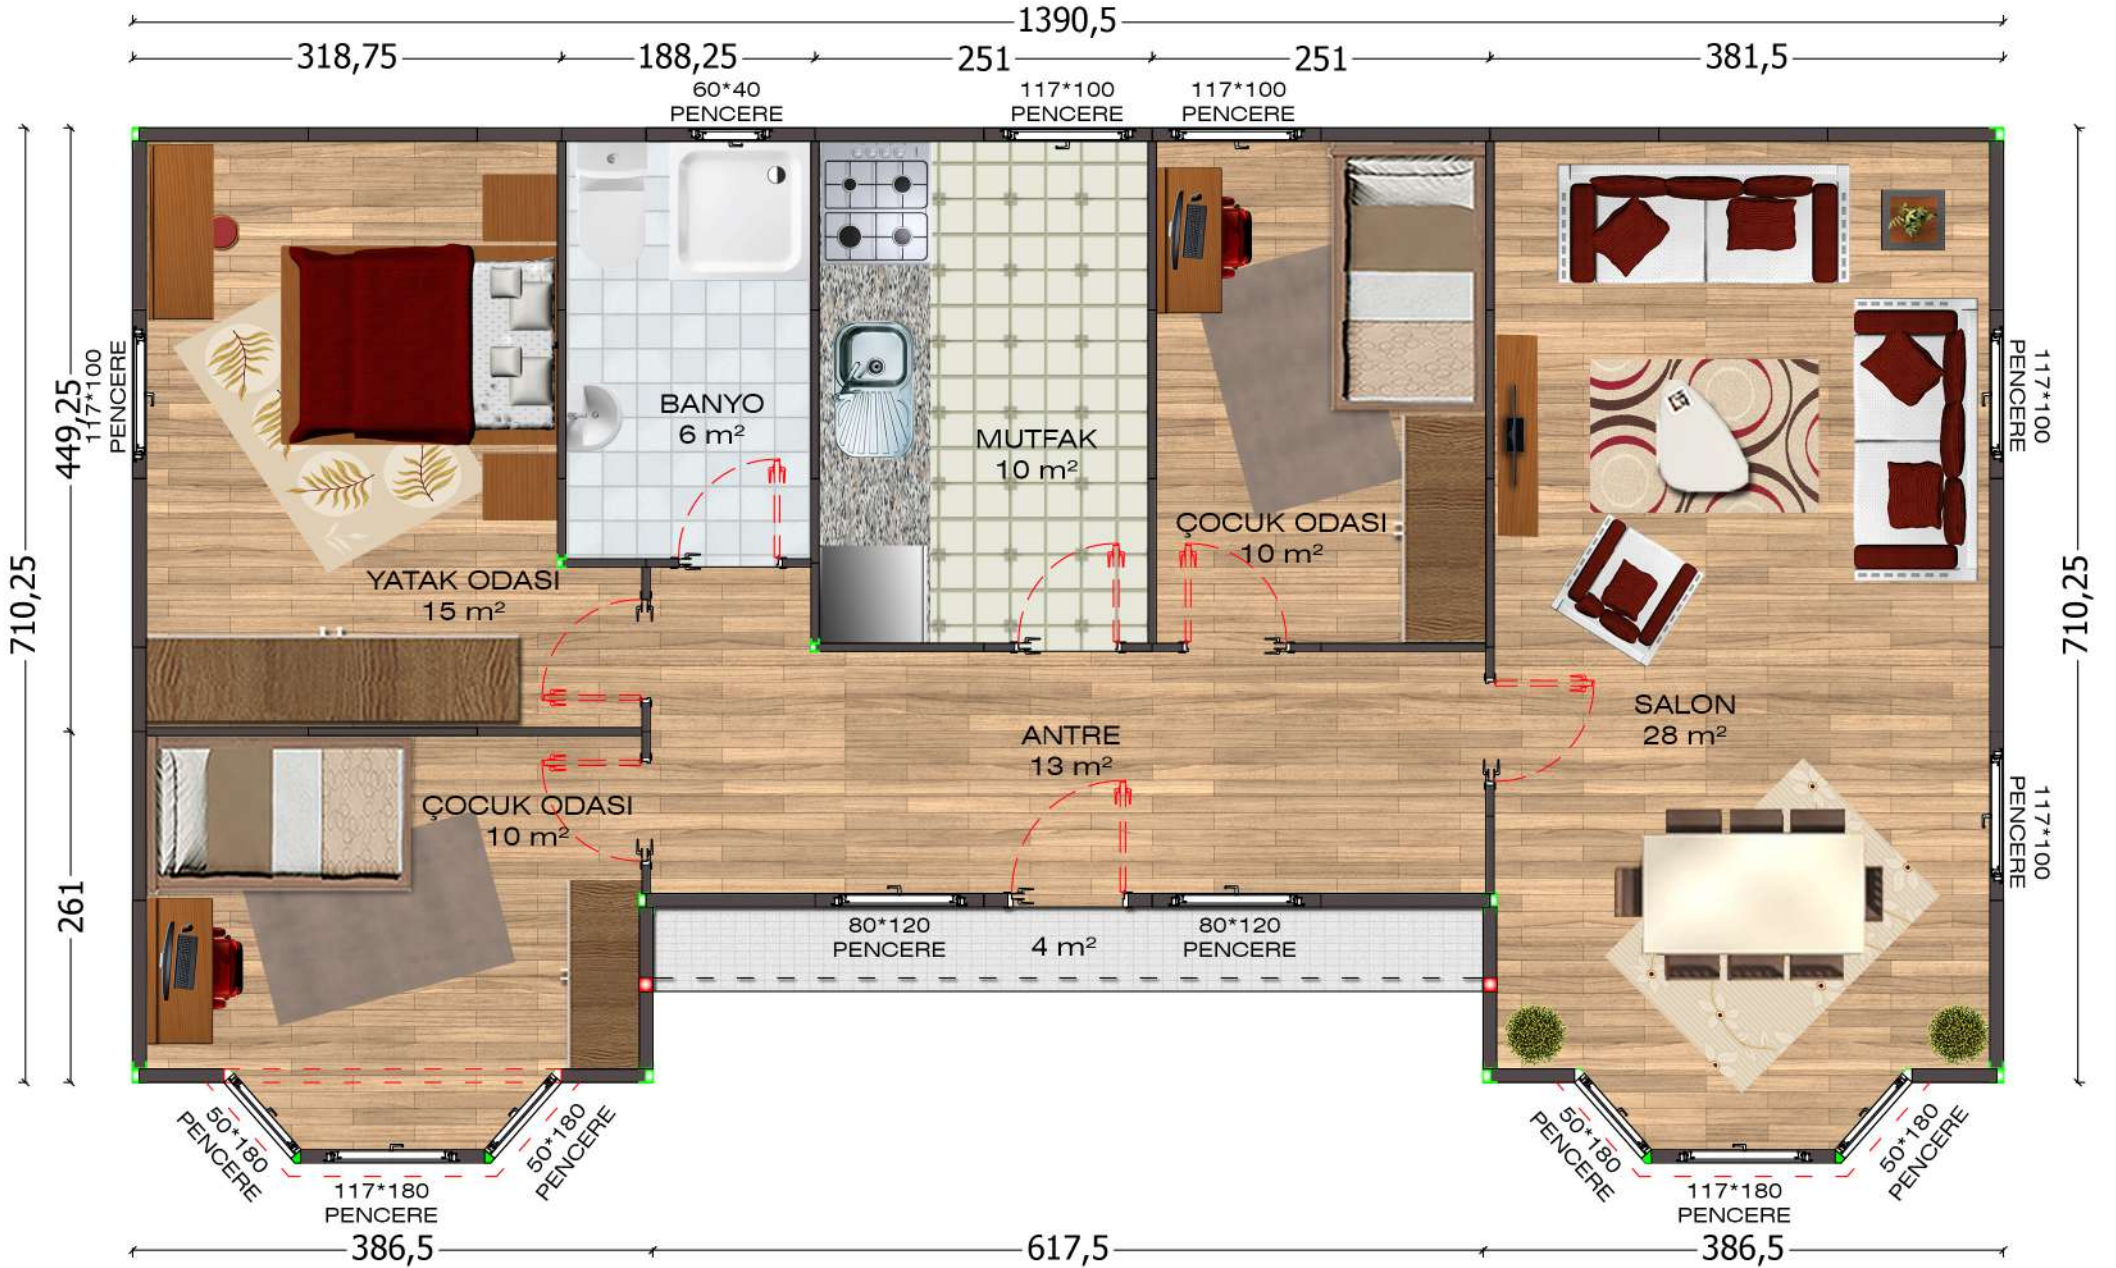 1390,5
318,75
188,25
251
251
381,5
60*40
PENCERE
117*100
PENCERE
117*100
PENCERE
710,25
449,25
261
117*100
PENCERE
BANYO
6 m²
MUTFAK
10 m²
ÇOCUK ODASI
10 m²
YATAK ODASI
15 m²
117*100
PENCERE
710,25
SALON
28 m²
ANTRE
13 m²
ÇOCUK ODASI
10 m²
117*100
PENCERE
80*120
PENCERE
4 m²
80*120
PENCERE
50*180
PENCERE
117*180
PENCERE
50*180
PENCERE
50*180
PENCERE
117*180
PENCERE
50*180
PENCERE
386,5
617,5
386,5